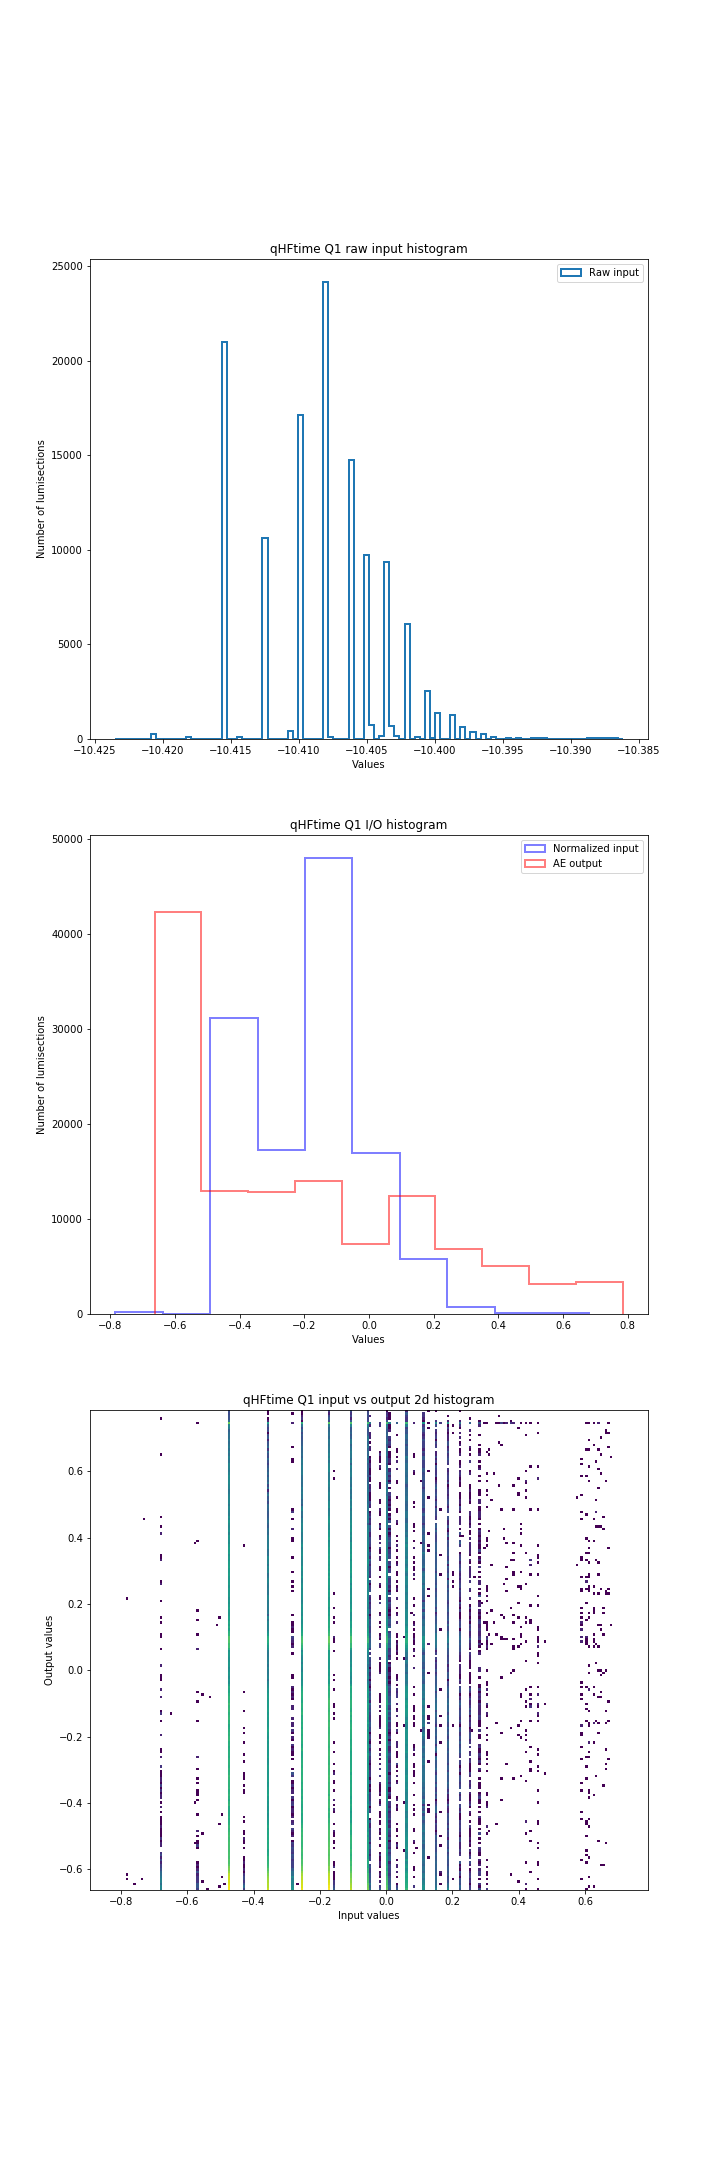 qHFtime Q1 raw input histogram
25000
20000
15000
10000
5000
0
Number of lumisections
Raw input
−10.425 −10.420 −10.415 −10.410 −10.405 −10.400 −10.395 −10.390 −10.385
Values
qHFtime Q1 I/O histogram
50000
40000
30000
20000
10000
0
Number of lumisections
Normalized input
AE output
−0.8 −0.6 −0.4 −0.2 0.0 0.2 0.4 0.6 0.8
Values
qHFtime Q1 input vs output 2d histogram
0.6
0.4
0.2
0.0
−0.2
−0.4
−0.6
Output values
−0.8 −0.6 −0.4 −0.2 0.0 0.2 0.4 0.6
Input values